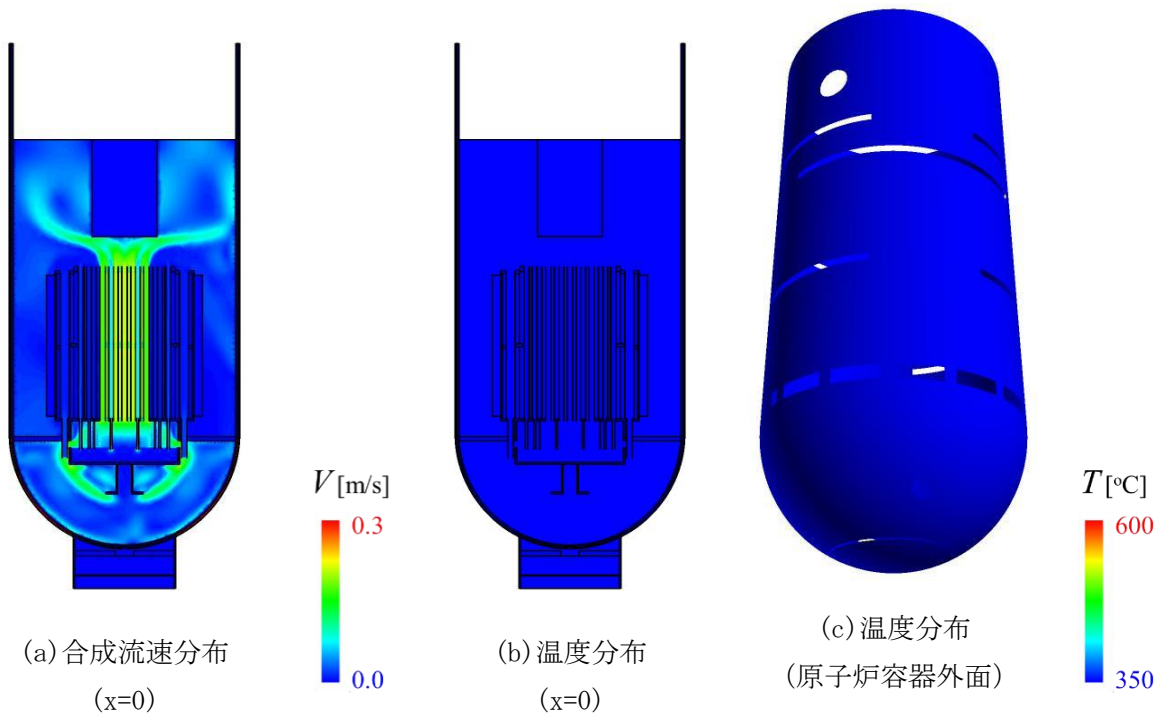 V[m/s]
0.3
0.0
T[℃]
600
350
(a)合成流速分布
(x=0)
(b)温度分布
(x=0)
(c)温度分布
(原子炉容器外面)